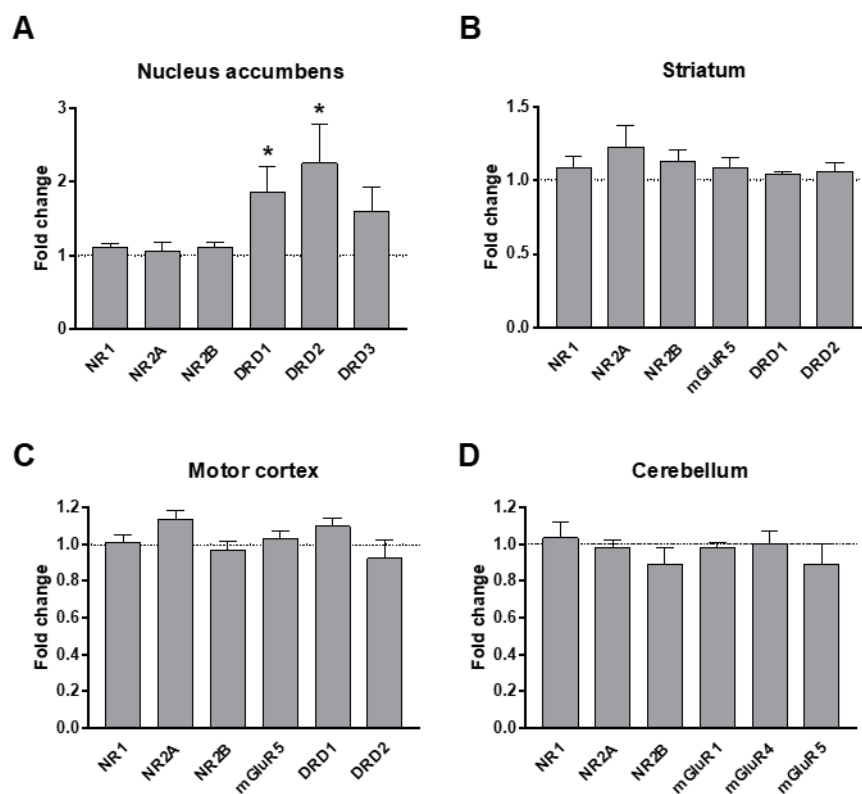 A
Nucleus accumbens
Fold change
3
2
1
0
*
*
NR1
NR2A
NR2B
DRD1
DRD2
DRD3
B
Striatum
Fold change
1.5
1.0
0.5
0.0
NR1
NR2A
NR2B
mGluR5
DRD1
DRD2
C
Motor cortex
Fold change
1.2
1.0
0.8
0.6
0.4
0.2
0.0
NR1
NR2A
NR2B
mGluR5
DRD1
DRD2
D
Cerebellum
Fold change
1.2
1.0
0.8
0.6
0.4
0.2
0.0
NR1
NR2A
NR2B
mGluR1
mGluR4
mGluR5